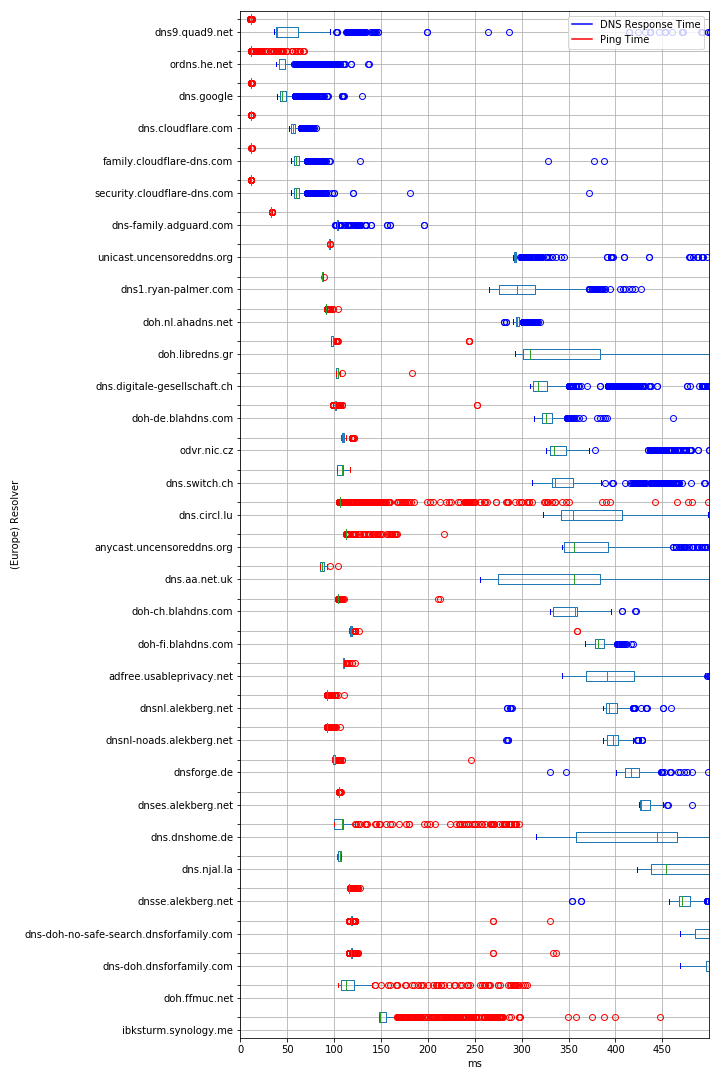 DNS Response Time
Ping Time
(Europe) Resolver
dns9.quad9.net
ordns.he.net
dns.google
dns.cloudflare.com
family.cloudflare-dns.com
security.cloudflare-dns.com
dns-family.adguard.com
unicast.uncensoreddns.org
dns1.ryan-palmer.com
doh.nl.ahadns.net
doh.libredns.gr
dns.digitale-gesellschaft.ch
doh-de.blahdns.com
odvr.nic.cz
dns.switch.ch
dns.circl.lu
anycast.uncensoreddns.org
dns.aa.net.uk
doh-ch.blahdns.com
doh-fi.blahdns.com
adfree.usableprivacy.net
dnsnl.alekberg.net
dnsnl-noads.alekberg.net
dnsforge.de
dnses.alekberg.net
dns.dnshome.de
dns.njal.la
dnsse.alekberg.net
dns-doh-no-safe-search.dnsforfamily.com
dns-doh.dnsforfamily.com
doh.ffmuc.net
ibksturm.synology.me
0 50 100 150 200 250 300 350 400 450
ms